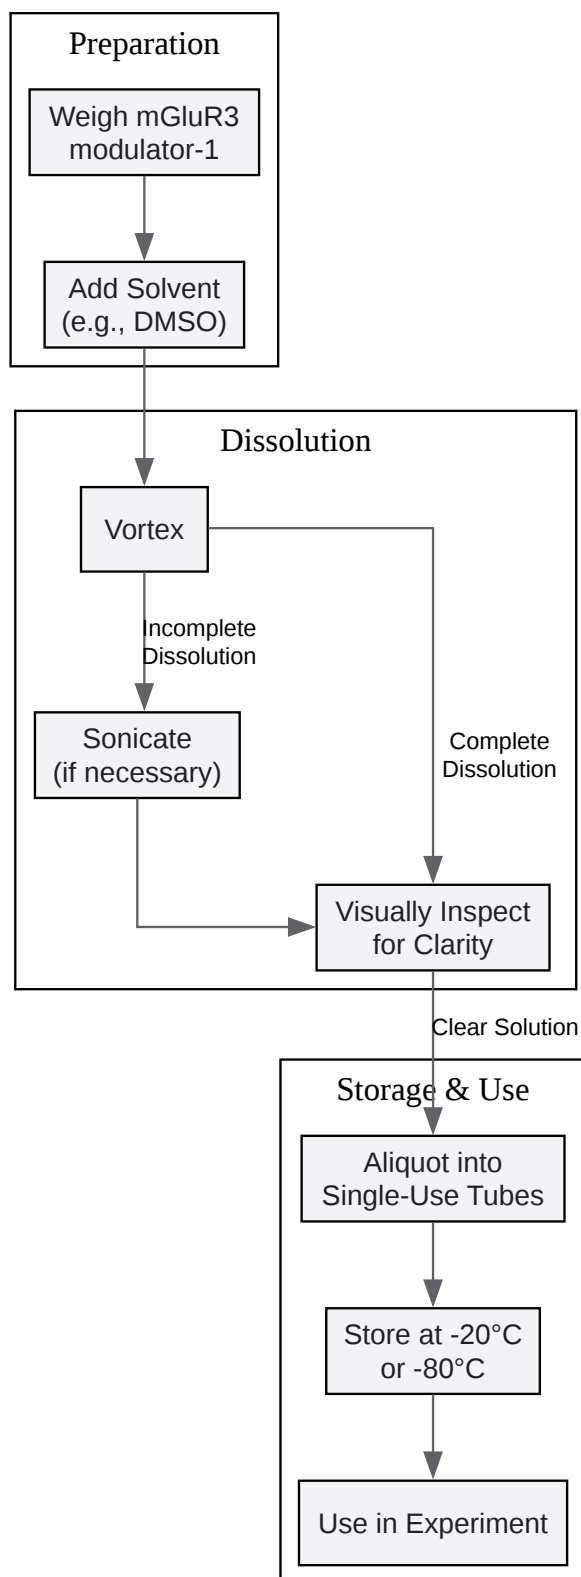 Preparation
Weigh mGluR3
modulator-1
Add Solvent
(e.g., DMSO)
Dissolution
Vortex
Incomplete
Dissolution
Sonicate
(if necessary)
Complete
Dissolution
Visually Inspect
for Clarity
Clear Solution
Storage & Use
Aliquot into
Single-Use Tubes
Store at -20°C
or -80°C
Use in Experiment